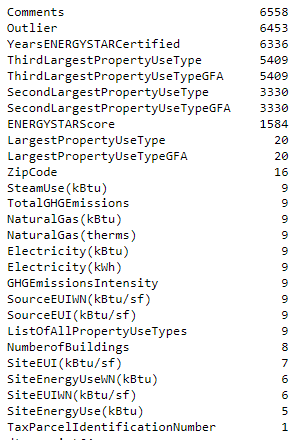 Comments 6558
Outlier 6453
YearsENERGYSTARCertified 6336
ThirdLargestPropertyUseType 5409
ThirdLargestPropertyUseTypeGFA 5409
SecondLargestPropertyUseType 3330
SecondLargestPropertyUseTypeGFA 3330
ENERGYSTARScore 1584
LargestPropertyUseType 20
LargestPropertyUseTypeGFA 20
ZipCode 16
SteamUse(kBtu) 9
TotalGHGEmissions 9
NaturalGas(kBtu) 9
NaturalGas(therms) 9
Electricity(kBtu) 9
Electricity(kWh) 9
GHGEmissionsIntensity 9
SourceEUIWN(kBtu/sf) 9
SourceEUI(kBtu/sf) 9
ListOfAllPropertyUseTypes 9
NumberofBuildings 8
SiteEUI(kBtu/sf) 7
SiteEnergyUseWN(kBtu) 6
SiteEUIWN(kBtu/sf) 6
SiteEnergyUse(kBtu) 5
TaxParcelIdentificationNumber 1